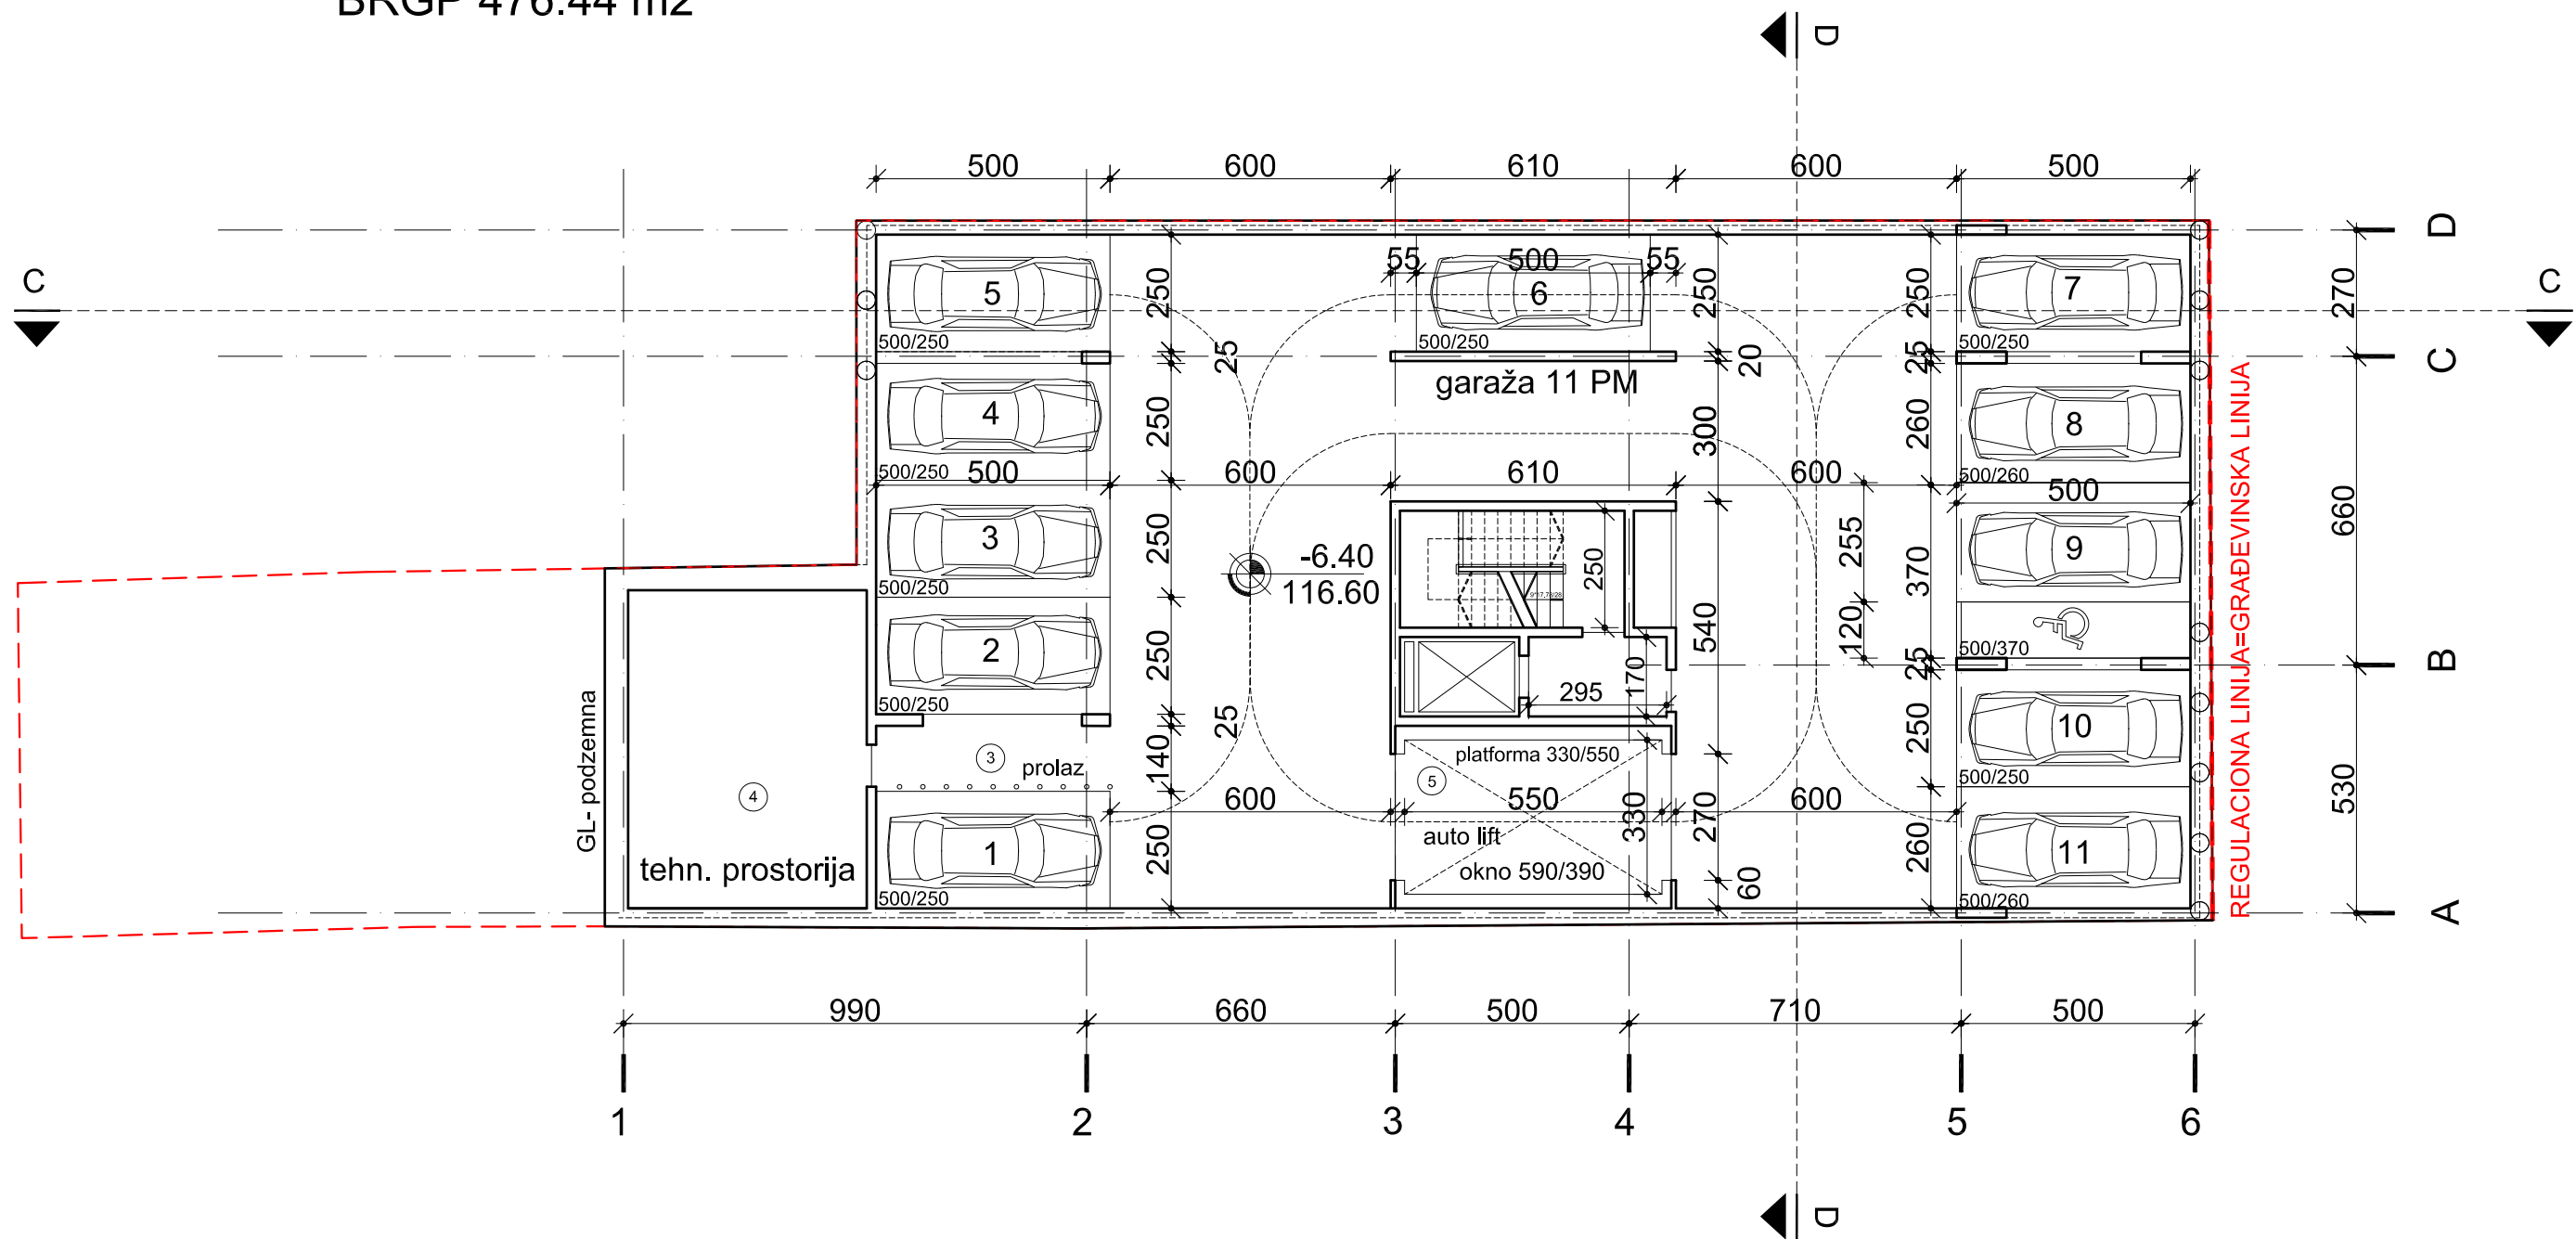 BRGP 476.44 m2
D
500 600 610 600 500
D
C
C
5
55 500 55
6
7
250
250
250
270
500/250
500/250
500/250
25
20
25
C
garaža 11 PM
4
250
300
260
8
500/250
500/260
500 600 610 600
500
3
250
-6.40
116.60
250
9°17,78/28
255
370
9
660
500/250
2
250
540
120
500/370
25
B
500/250
170
295
25
250
10
140
3
prolaz
platforma 330/550
5
500/250
4
600
550
600
330
270
530
auto lift
okno 590/390
1
250
60
260
11
tehn. prostorija
500/250
500/260
A
GL- podzemna
REGULACIONA LINIJA=GRAĐEVINSKA LINIJA
990 660 500 710 500
1 2 3 4 5 6
D